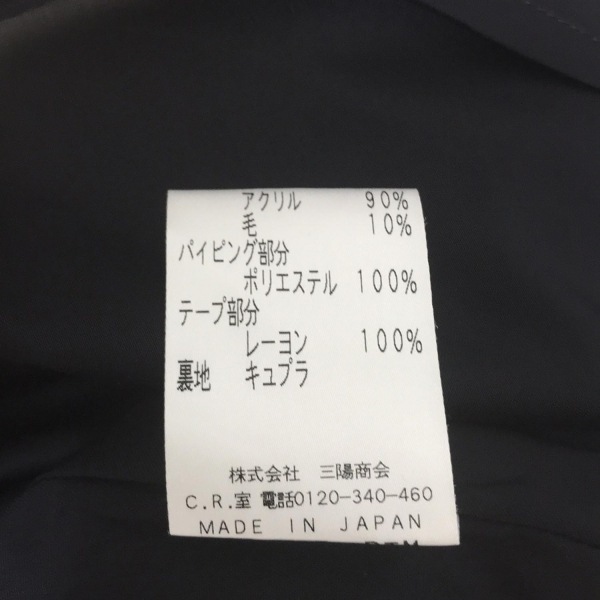 アクリル 90%
毛 10%
パイピング部分
ポリエステル 100%
テープ部分
レーヨン 100%
裏地 キュプラ
株式会社 三陽商会
C.R.室 電話0120-340-460
MADE IN JAPAN